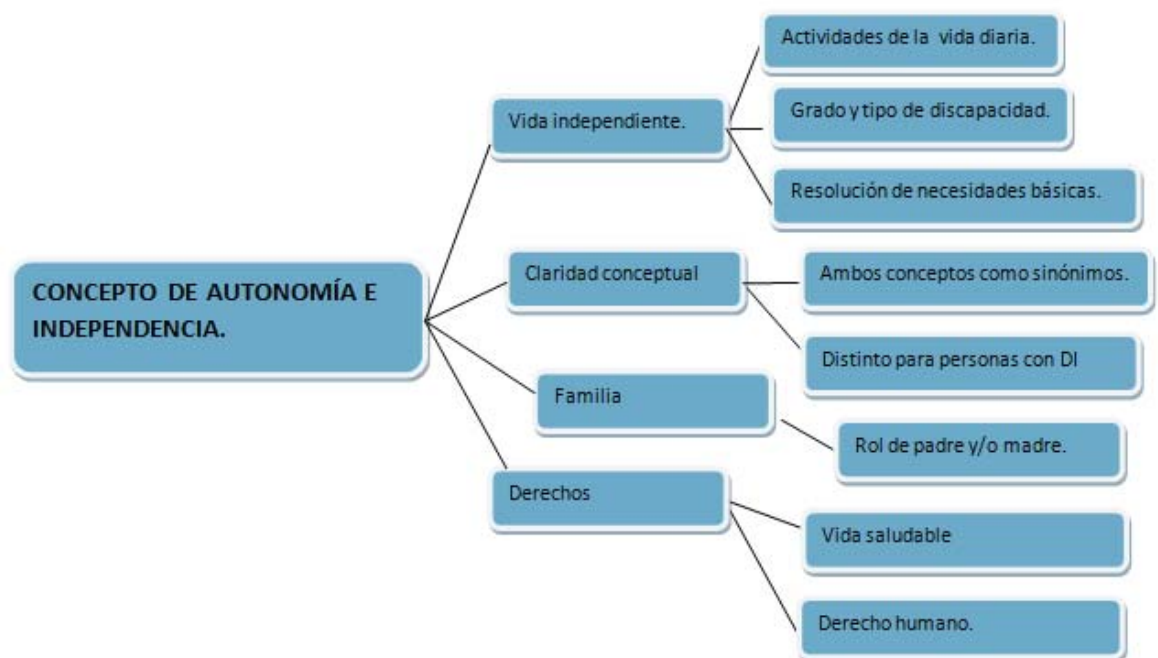 CONCEPTO DE AUTONOMÍA E
INDEPENDENCIA.
Vida independiente.
Actividades de la vida diaria.
Grado y tipo de discapacidad.
Resolución de necesidades básicas.
Claridad conceptual
Ambos conceptos como sinónimos.
Distinto para personas con DI
Familia
Rol de padre y/o madre.
Derechos
Vida saludable
Derecho humano.